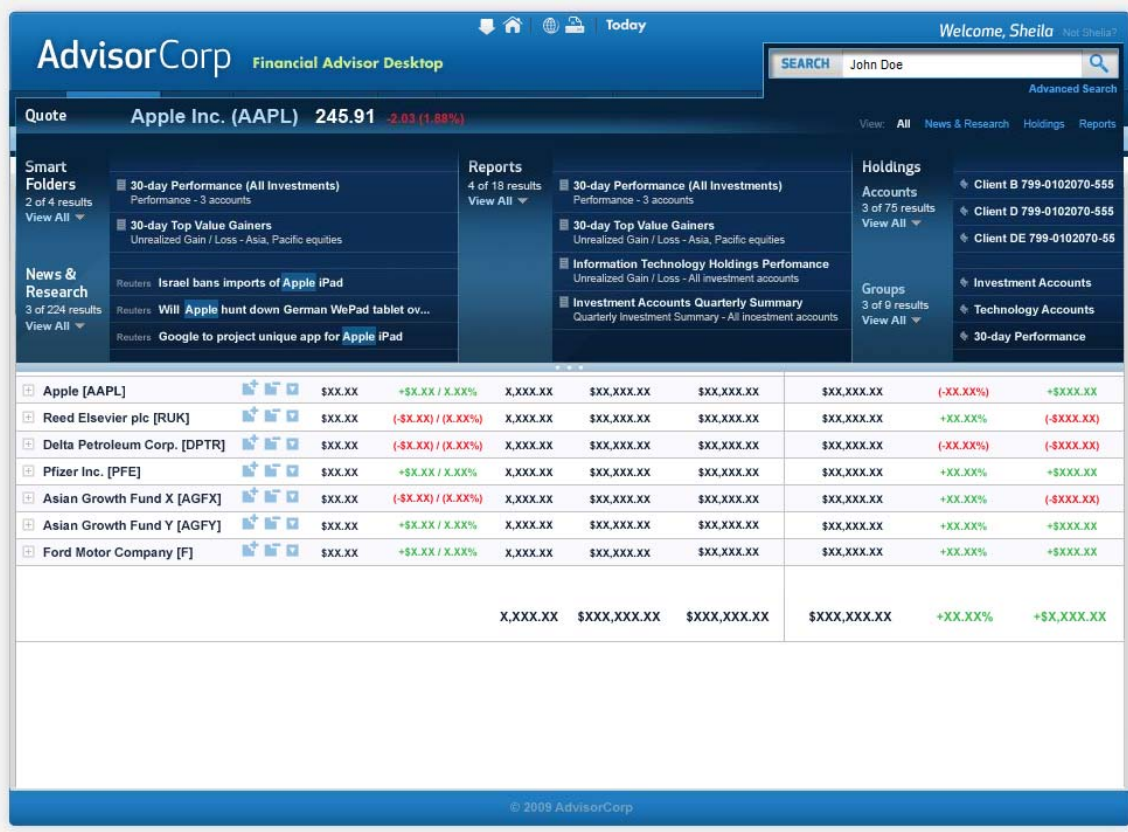 Today
Welcome, Sheila Not Shelia?
AdvisorCorp Financial Advisor Desktop
SEARCH John Doe
Advanced Search
Quote Apple Inc. (AAPL) 245.91 -2.03 (1.88%)
View: All News & Research Holdings Reports
Smart
Folders
2 of 4 results
View All
30-day Performance (All Investments)
Performance - 3 accounts
30-day Top Value Gainers
Unrealized Gain / Loss - Asia, Pacific equities
News &
Research
3 of 224 results
View All
Reuters Israel bans imports of Apple iPad
Reuters Will Apple hunt down German WePad tablet ov...
Reuters Google to project unique app for Apple iPad
Reports
4 of 18 results
View All
30-day Performance (All Investments)
Performance - 3 accounts
30-day Top Value Gainers
Unrealized Gain / Loss - Asia, Pacific equities
Information Technology Holdings Perfomance
Unrealized Gain / Loss - All investment accounts
Investment Accounts Quarterly Summary
Quarterly Investment Summary - All incestment accounts
Holdings
Accounts
3 of 75 results
View All
Client B 799-0102070-555
Client D 799-0102070-555
Client DE 799-0102070-55
Groups
3 of 9 results
View All
Investment Accounts
Technology Accounts
30-day Performance
Apple [AAPL] $XX.XX +$X.XX / X.XX% X,XXX.XX $XX,XXX.XX $XX,XXX.XX $XX,XXX.XX (-XX.XX%) +$XXX.XX
Reed Elsevier plc [RUK] $XX.XX (-$X.XX) / (X.XX%) X,XXX.XX $XX,XXX.XX $XX,XXX.XX $XX,XXX.XX +XX.XX% (-$XXX.XX)
Delta Petroleum Corp. [DPTR] $XX.XX (-$X.XX) / (X.XX%) X,XXX.XX $XX,XXX.XX $XX,XXX.XX $XX,XXX.XX (-XX.XX%) (-$XXX.XX)
Pfizer Inc. [PFE] $XX.XX +$X.XX / X.XX% X,XXX.XX $XX,XXX.XX $XX,XXX.XX $XX,XXX.XX +XX.XX% +$XXX.XX
Asian Growth Fund X [AGFX] $XX.XX (-$X.XX) / (X.XX%) X,XXX.XX $XX,XXX.XX $XX,XXX.XX $XX,XXX.XX +XX.XX% (-$XXX.XX)
Asian Growth Fund Y [AGFY] $XX.XX +$X.XX / X.XX% X,XXX.XX $XX,XXX.XX $XX,XXX.XX $XX,XXX.XX +XX.XX% +$XXX.XX
Ford Motor Company [F] $XX.XX +$X.XX / X.XX% X,XXX.XX $XX,XXX.XX $XX,XXX.XX $XX,XXX.XX +XX.XX% +$XXX.XX
X,XXX.XX $XXX,XXX.XX $XXX,XXX.XX $XXX,XXX.XX +XX.XX% +$X,XXX.XX
© 2009 AdvisorCorp